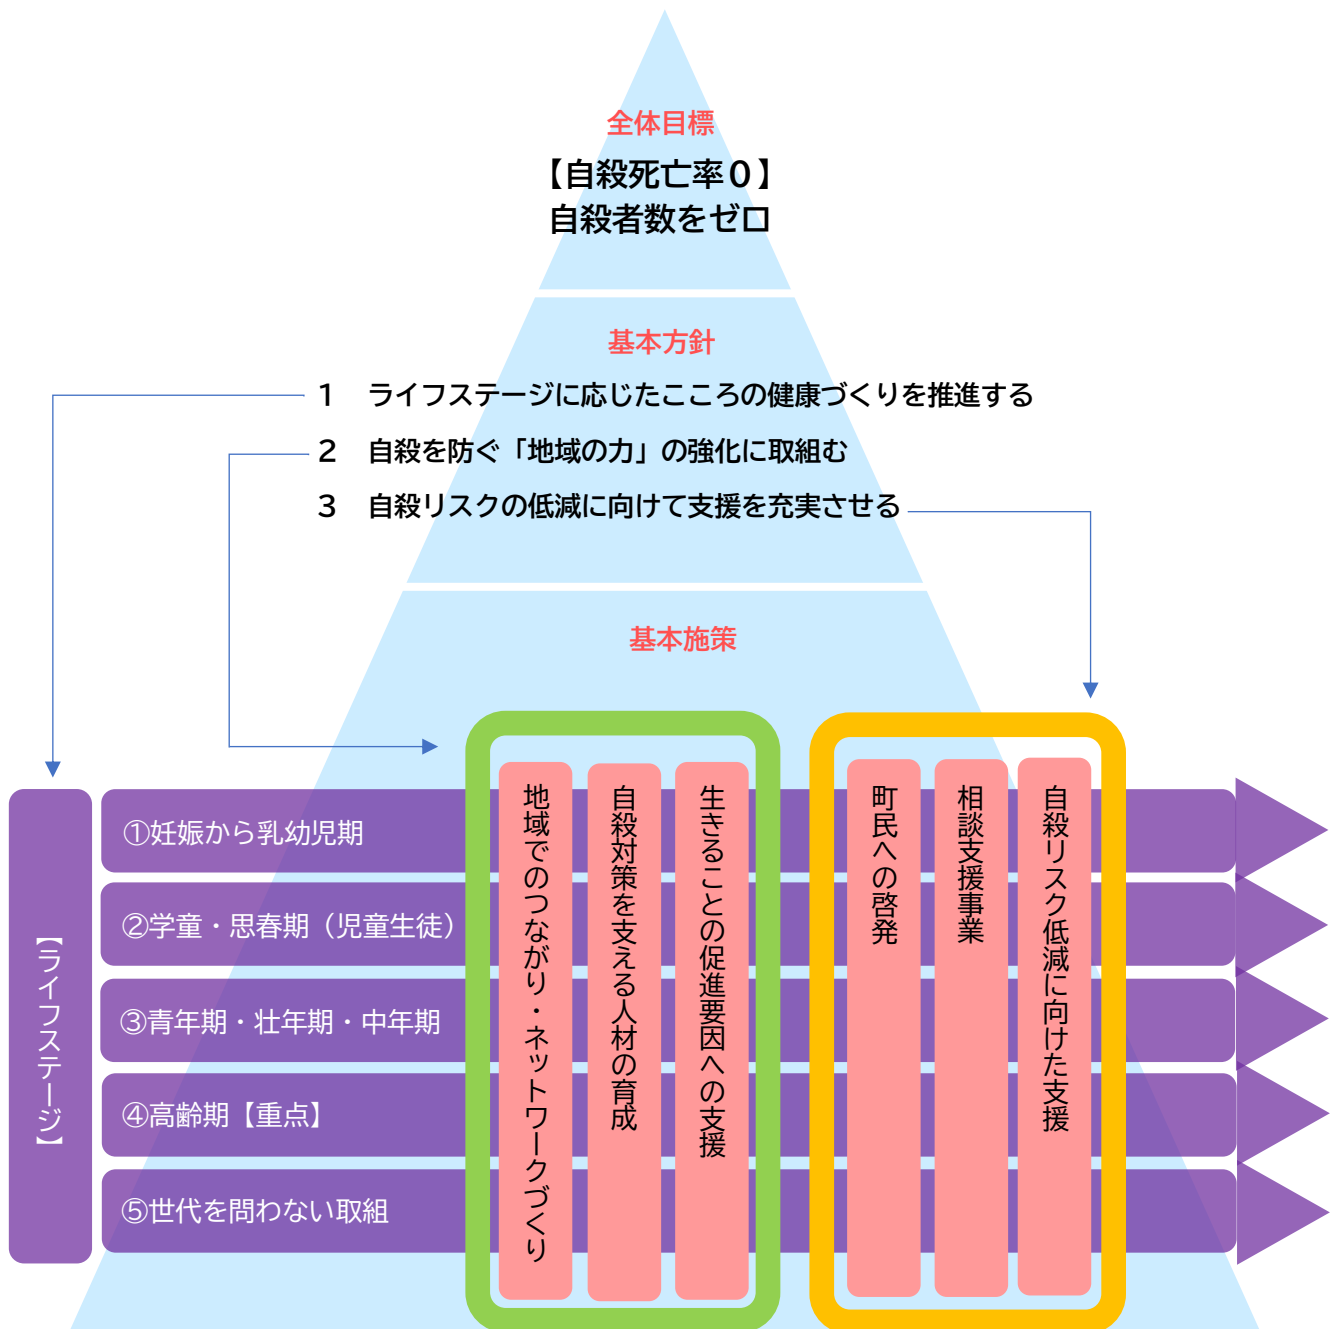 全体目標
【自殺死亡率０】
自殺者数をゼロ
基本方針
1　ライフステージに応じたこころの健康づくりを推進する
2　自殺を防ぐ「地域の力」の強化に取組む
3　自殺リスクの低減に向けて支援を充実させる
基本施策
【ライフステージ】
①妊娠から乳幼児期
②学童・思春期（児童生徒）
③青年期・壮年期・中年期
④高齢期【重点】
⑤世代を問わない取組
地域でのつながり・ネットワークづくり
自殺対策を支える人材の育成
生きることの促進要因への支援
町民への啓発
相談支援事業
自殺リスク低減に向けた支援